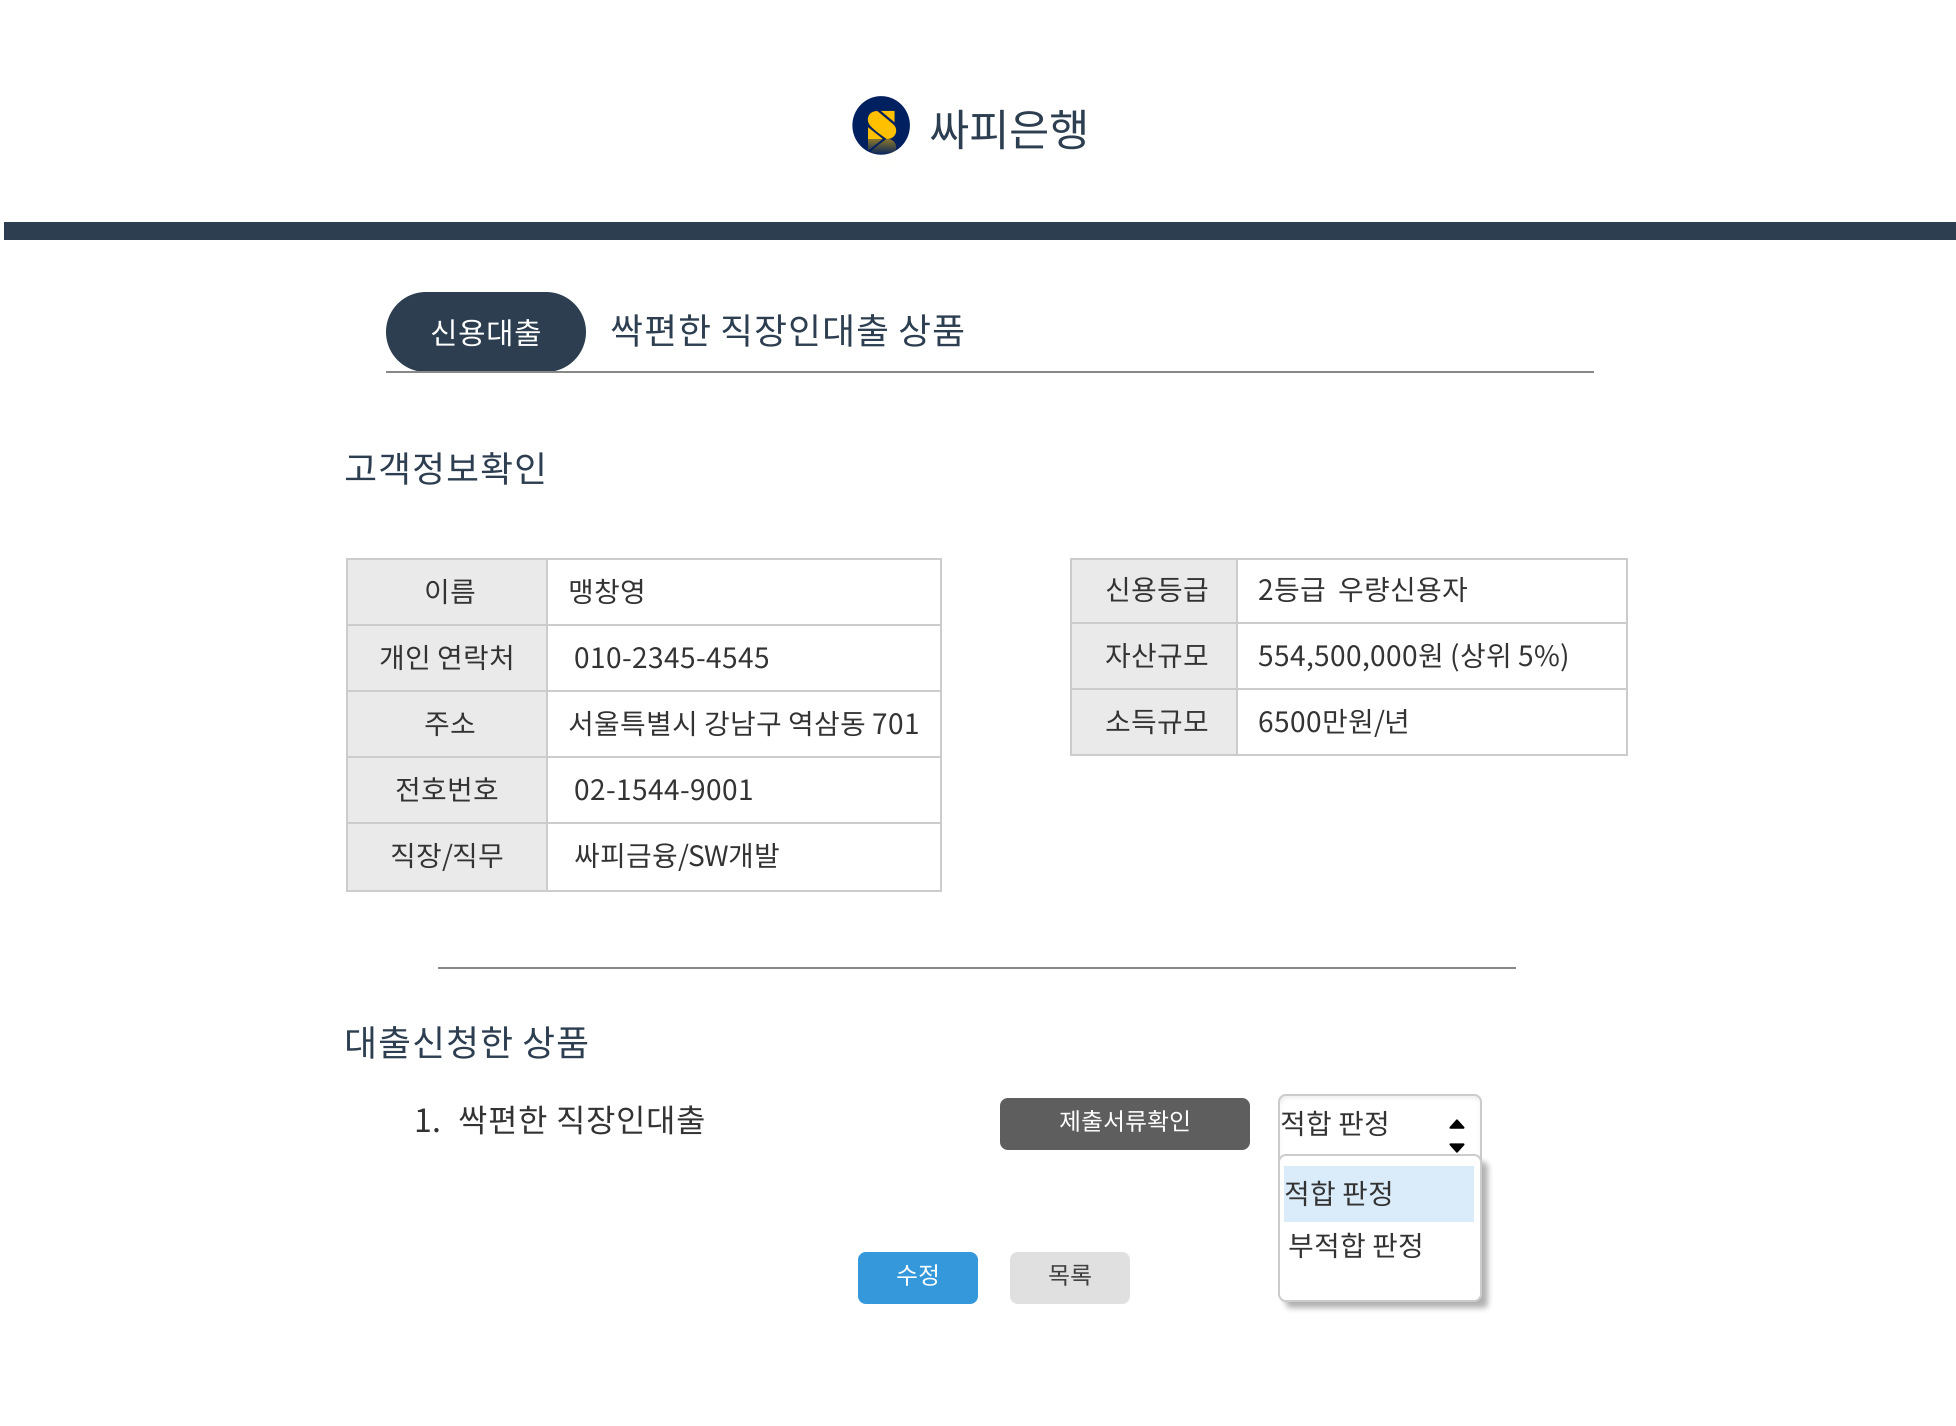 싸피은행
신용대출 싹편한 직장인대출 상품
고객정보확인
이름 맹창영
개인 연락처 010-2345-4545
주소 서울특별시 강남구 역삼동 701
전호번호 02-1544-9001
직장/직무 싸피금융/SW개발
신용등급 2등급 우량신용자
자산규모 554,500,000원 (상위 5%)
소득규모 6500만원/년
대출신청한 상품
1. 싹편한 직장인대출 제출서류확인 적합 판정
적합 판정
부적합 판정
수정 목록